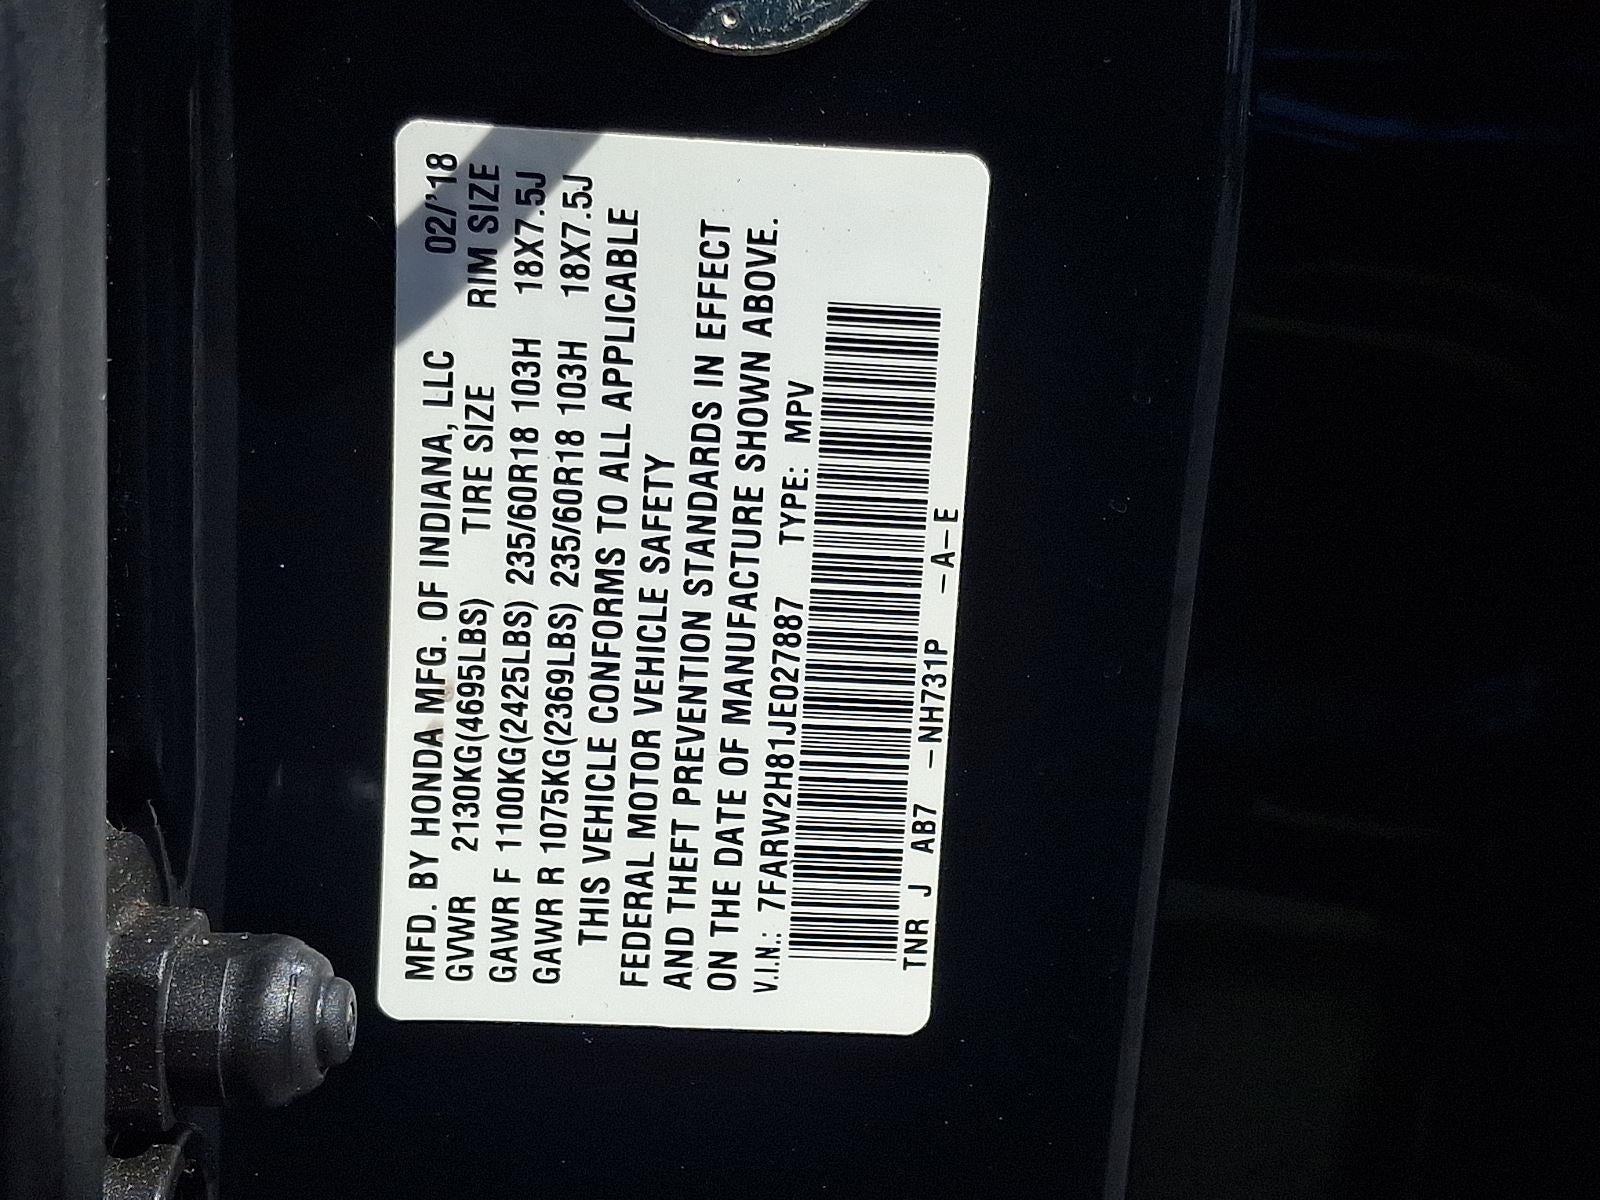 MFD. BY HONDA MFG. OF INDIANA, LLC 02/'18
GVWR 2130KG(4695LBS) TIRE SIZE RIM SIZE
GAWR F 1100KG(2425LBS) 235/60R18 103H 18X7.5J
GAWR R 1075KG(2369LBS) 235/60R18 103H 18X7.5J
THIS VEHICLE CONFORMS TO ALL APPLICABLE
FEDERAL MOTOR VEHICLE SAFETY
AND THEFT PREVENTION STANDARDS IN EFFECT
ON THE DATE OF MANUFACTURE SHOWN ABOVE.
V.I.N.: 7FARW2H81JE027887 TYPE: MPV
TNR J AB7 -NH731P -A-E